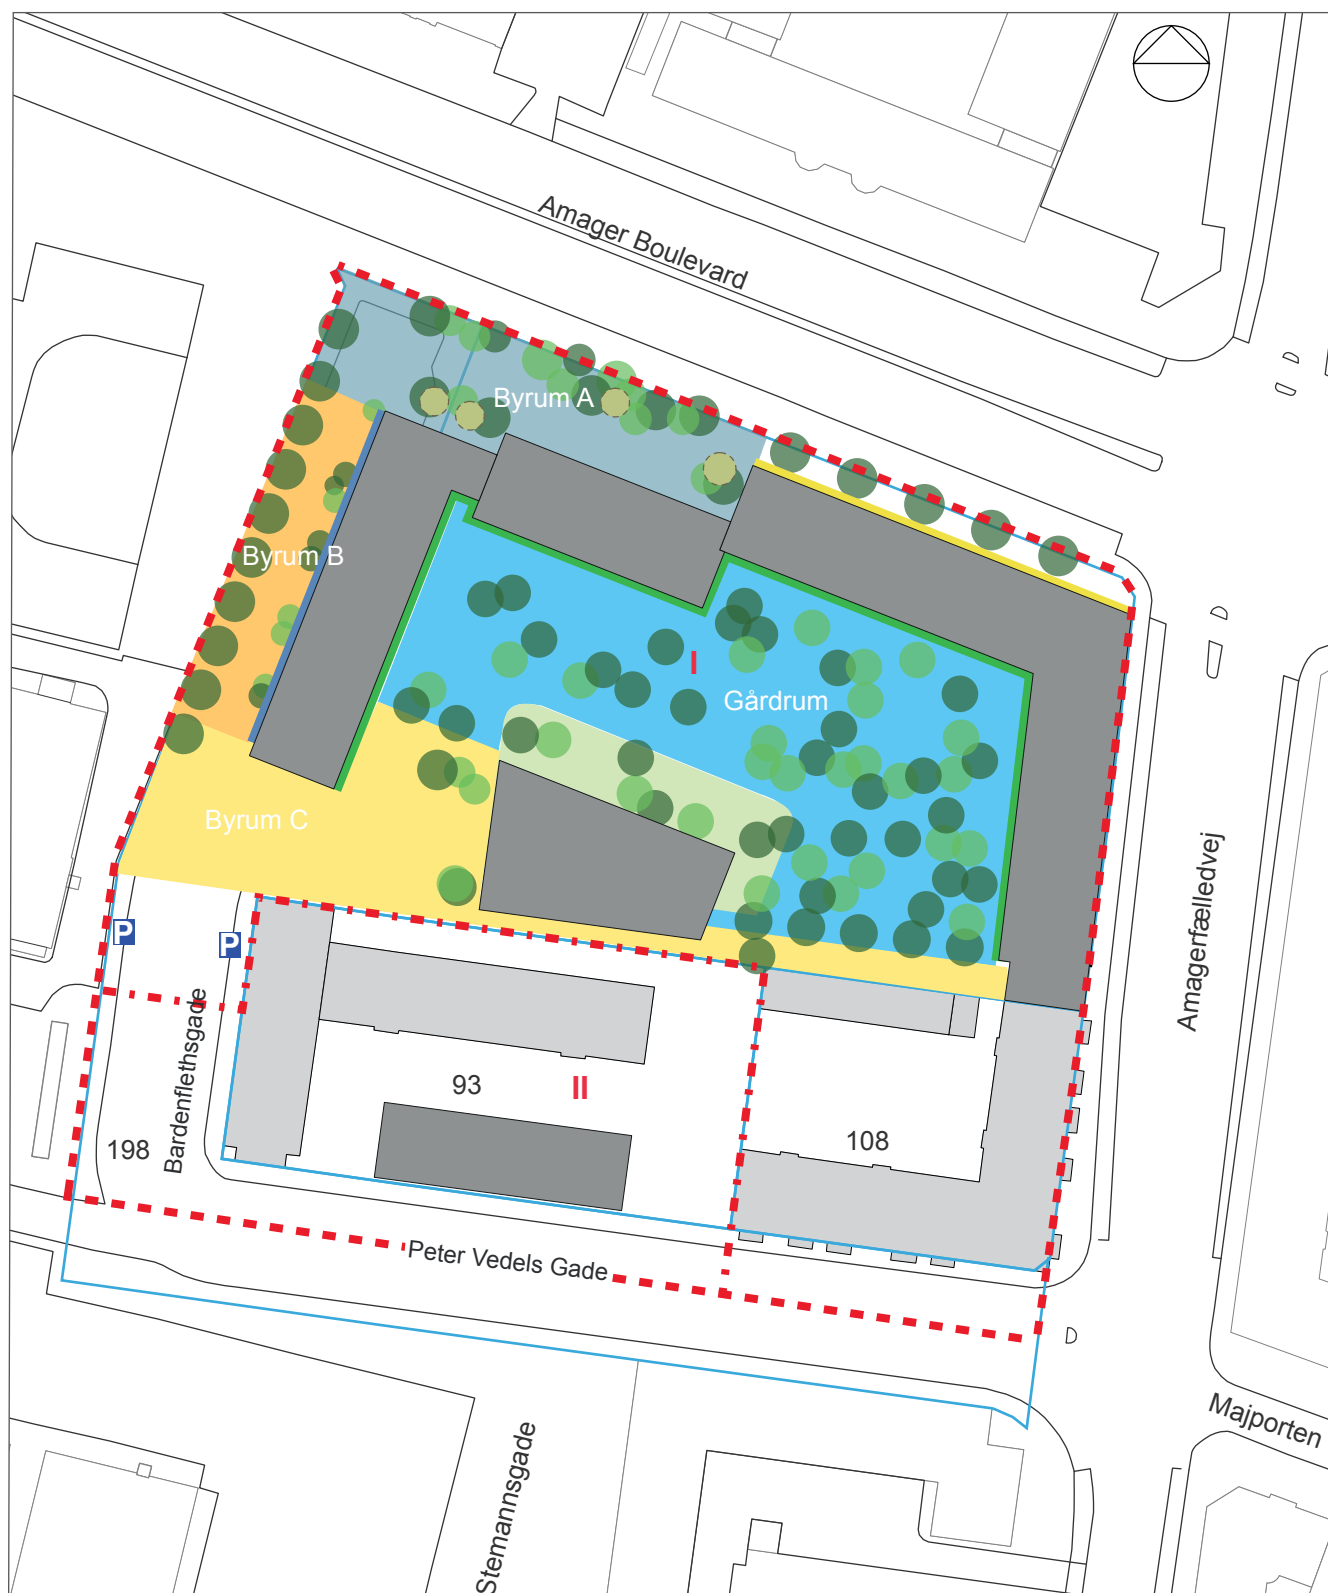 Amager Boulevard
Byrum A
Byrum B
I
Gårdrum
Byrum C
Amagerfælledvej
P
P
Bardenflethsgade
93
II
108
198
Peter Vedels Gade
Majporten
Stemannsgade